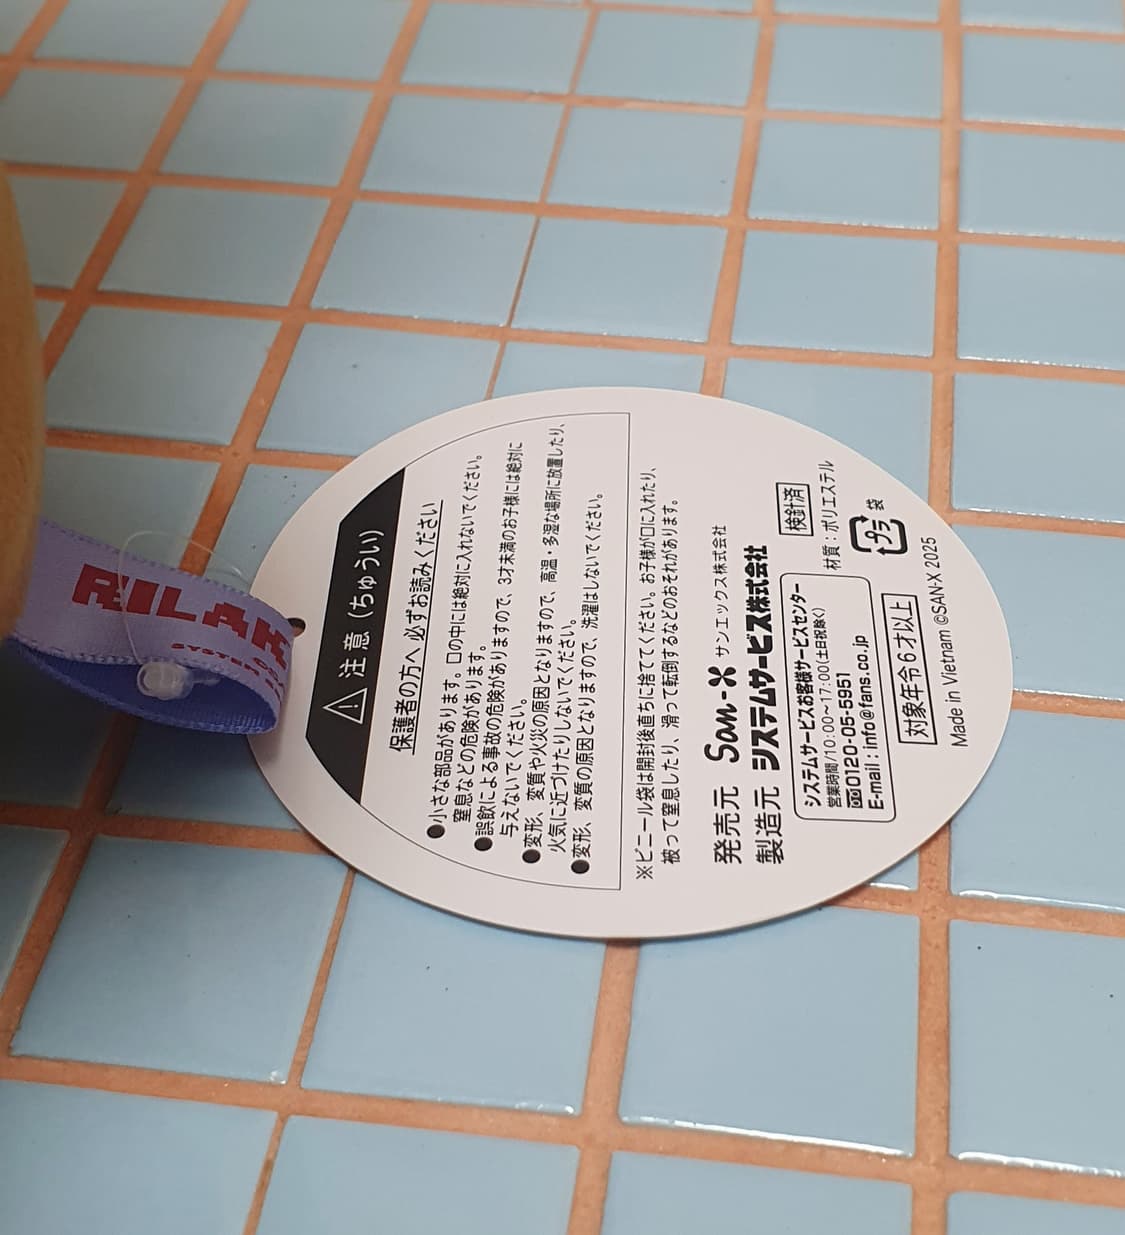 RILAK
SYSTEM
注意(ちゅうい)
保護者の方へ 必ずお読みください
●小さな部品があります。口の中には絶対に入れないでください。
窒息などの危険があります。
●誤飲による事故の危険がありますので、3才未満のお子様には絶対に
与えないでください。
●変形、変質や火災の原因となりますので、高温・多湿な場所に放置したり、
火気に近づけたりしないでください。
●変形、変質の原因となりますので、洗濯はしないでください。
※ビニール袋は開封後直ちに捨ててください。お子様が口に入れたり、
被って窒息したり、滑って転倒するなどのおそれがあります。
発売元 San-X サンエックス株式会社
製造元 システムサービス株式会社
検針済
システムサービスお客様サービスセンター
営業時間/10:00~17:00(土日祝除く)
0120-05-5951
E-mail : info@fans.co.jp
材質:ポリエステル
プラ 袋
対象年令6才以上
Made in Vietnam ©SAN-X 2025